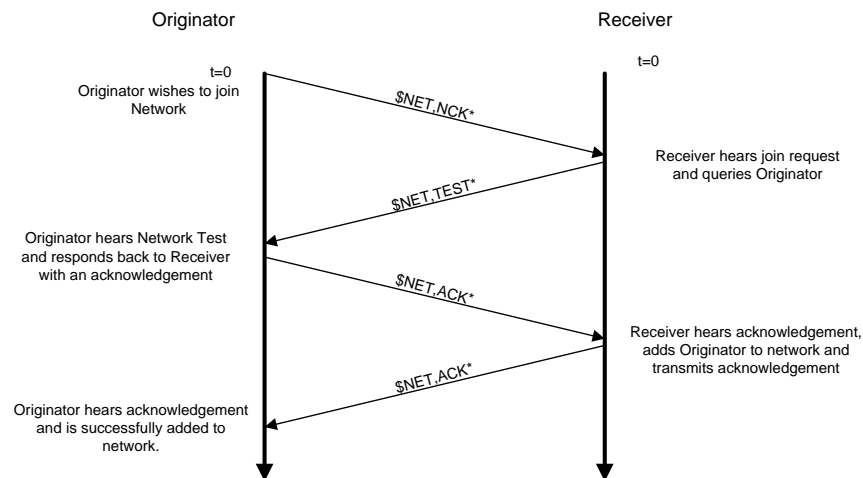 Originator
Receiver
t=0
t=0
Originator wishes to join
Network
$NET,NCK*
Receiver hears join request
and queries Originator
$NET,TEST*
Originator hears Network Test
and responds back to Receiver
with an acknowledgement
$NET,ACK*
Receiver hears acknowledgement,
adds Originator to network and
transmits acknowledgement
$NET,ACK*
Originator hears acknowledgement
and is successfully added to
network.